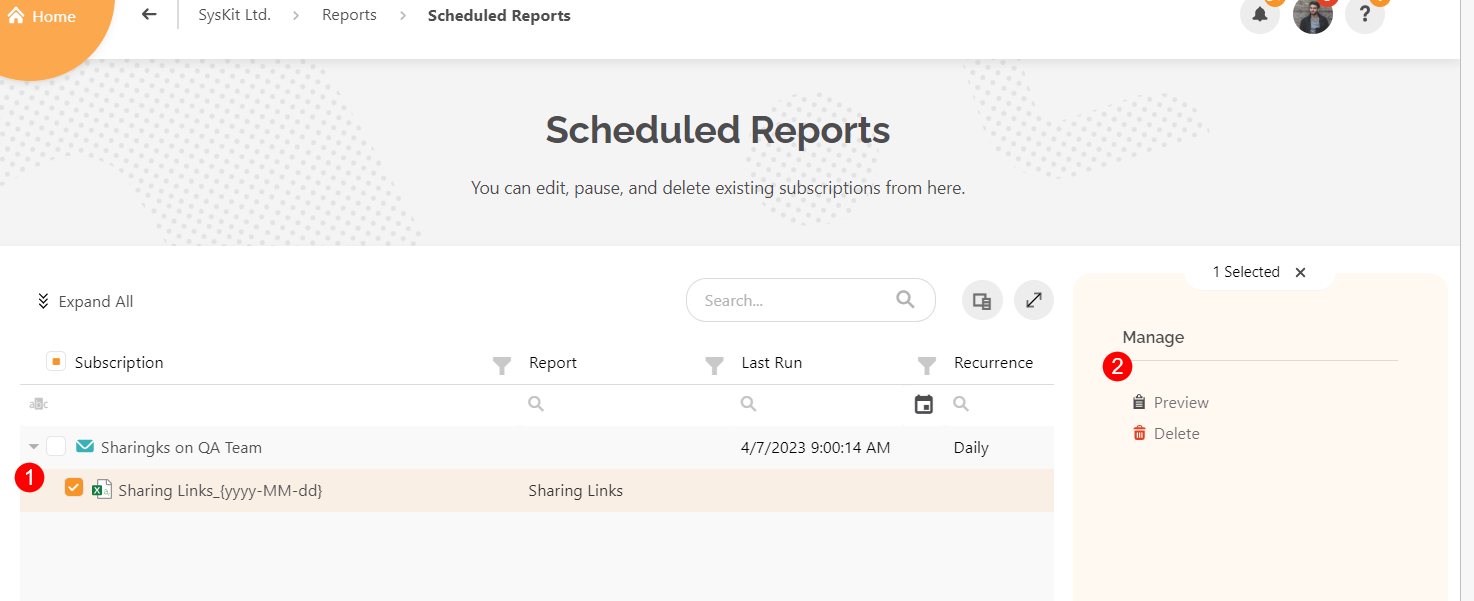 Home
SysKit Ltd. > Reports > Scheduled Reports
?
Scheduled Reports
You can edit, pause, and delete existing subscriptions from here.
Expand All
Search...
1 Selected
Manage
2
Preview
Delete
Subscription Report Last Run Recurrence
Sharingks on QA Team 4/7/2023 9:00:14 AM Daily
1
Sharing Links_{yyyy-MM-dd} Sharing Links